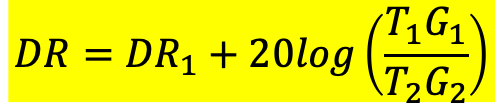 DR = DR₁ + 20log (T₁G₁ / T₂G₂)